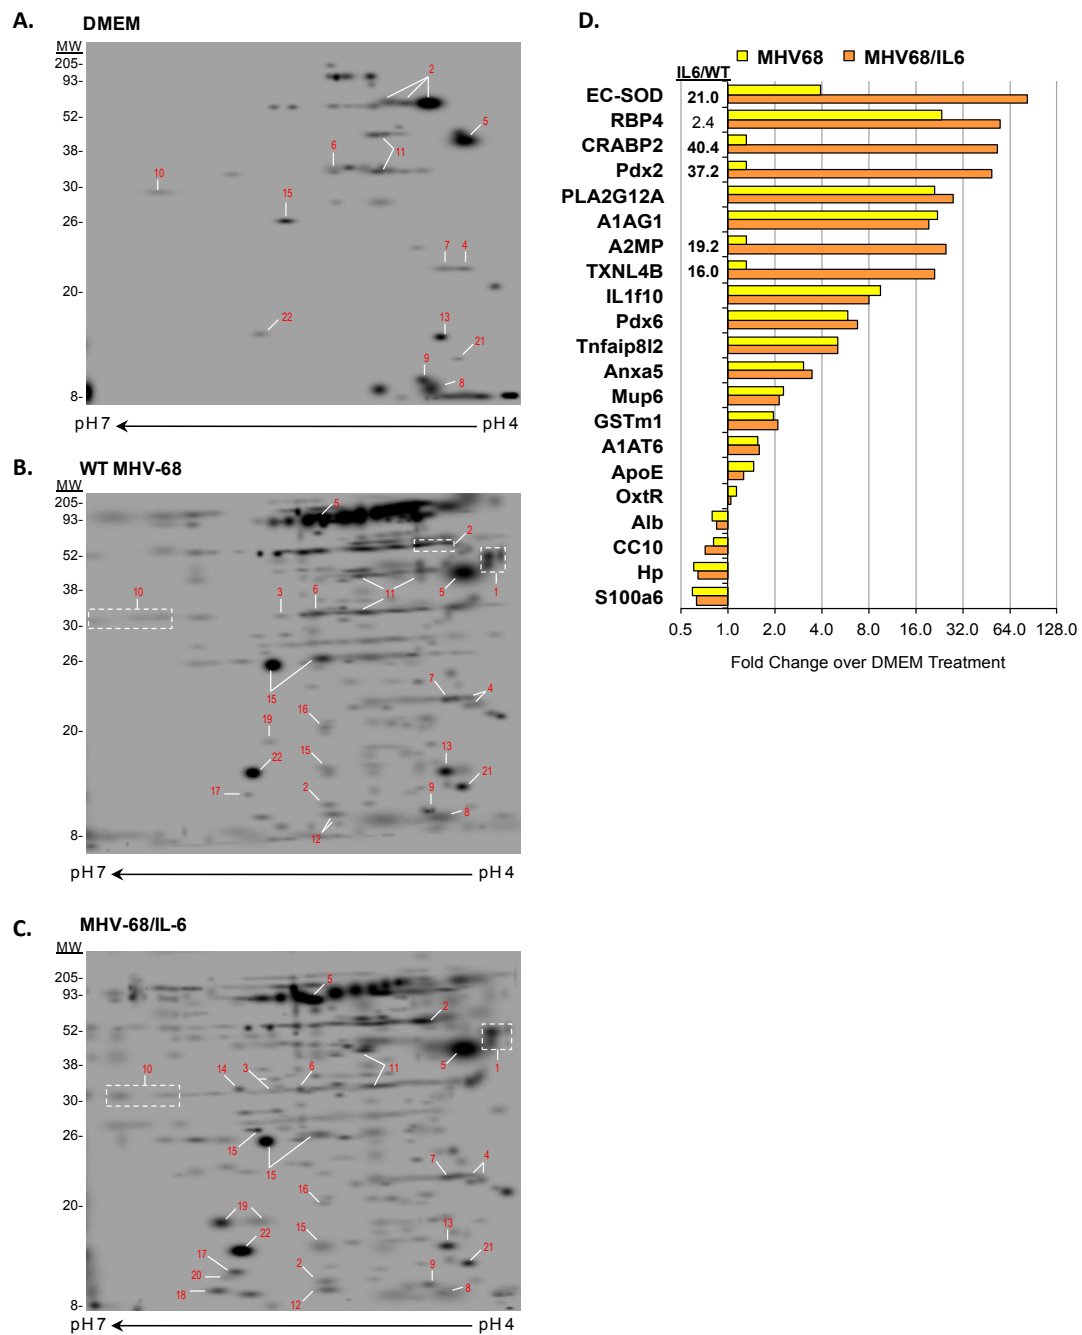 A.
DMEM
MW
205-
93-
52-
38-
30-
26-
20-
8-
2
5
6
11
10
15
7 4
22
13
21
9
8
pH 7
pH 4
B.
WT MHV-68
MW
205-
93-
52-
38-
30-
26-
20-
8-
5
2
10
3
6
11
5
1
7
4
15
16
19
15
13
22
21
17
2
9
8
12
pH 7
pH 4
C.
MHV-68/IL-6
MW
205-
93-
52-
38-
30-
26-
20-
8-
5
2
10
14
3
6
11
5
1
15
15
7
4
16
19
15
13
22
21
17
20
2
9
18
12
8
pH 7
pH 4
D.
MHV68 MHV68/IL6
IL6/WT
EC-SOD 21.0
RBP4 2.4
CRABP2 40.4
Pdx2 37.2
PLA2G12A
A1AG1
A2MP 19.2
TXNL4B 16.0
IL1f10
Pdx6
Tnfaip8l2
Anxa5
Mup6
GSTm1
A1AT6
ApoE
OxtR
Alb
CC10
Hp
S100a6
0.5 1.0 2.0 4.0 8.0 16.0 32.0 64.0 128.0
Fold Change over DMEM Treatment